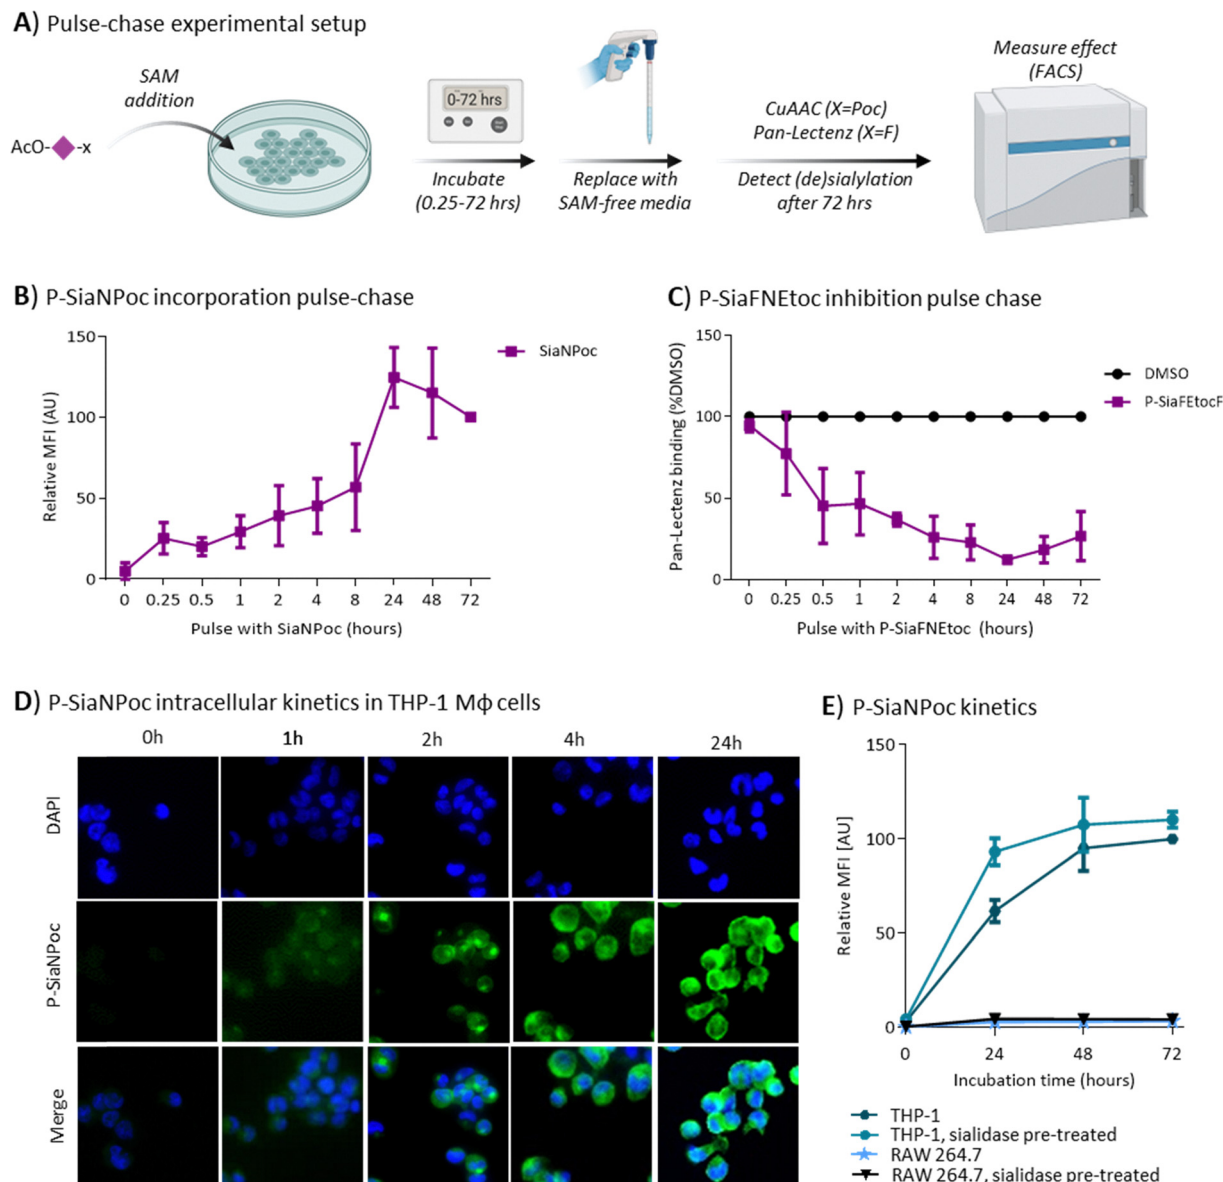 A) Pulse-chase experimental setup
SAM
addition
AcO-
-x
0-72 hrs
Incubate
(0.25-72 hrs)
Replace with
SAM-free media
CuAAC (X=Poc)
Pan-Lectenz (X=F)
Detect (de)sialylation
after 72 hrs
Measure effect
(FACS)
B) P-SiaNPoc incorporation pulse-chase
Relative MFI (AU)
150
100
50
0
0 0.25 0.5 1 2 4 8 24 48 72
Pulse with SiaNPoc (hours)
SiaNPoc
C) P-SiaFNEtoc inhibition pulse chase
Pan-Lectenz binding (%DMSO)
150
100
50
0
0 0.25 0.5 1 2 4 8 24 48 72
Pulse with P-SiaFNEtoc (hours)
DMSO
P-SiaFEtocF
D) P-SiaNPoc intracellular kinetics in THP-1 Mϕ cells
0h 1h 2h 4h 24h
DAPI
P-SiaNPoc
Merge
E) P-SiaNPoc kinetics
Relative MFI [AU]
150
100
50
0
0 24 48 72
Incubation time (hours)
THP-1
THP-1, sialidase pre-treated
RAW 264.7
RAW 264.7, sialidase pre-treated